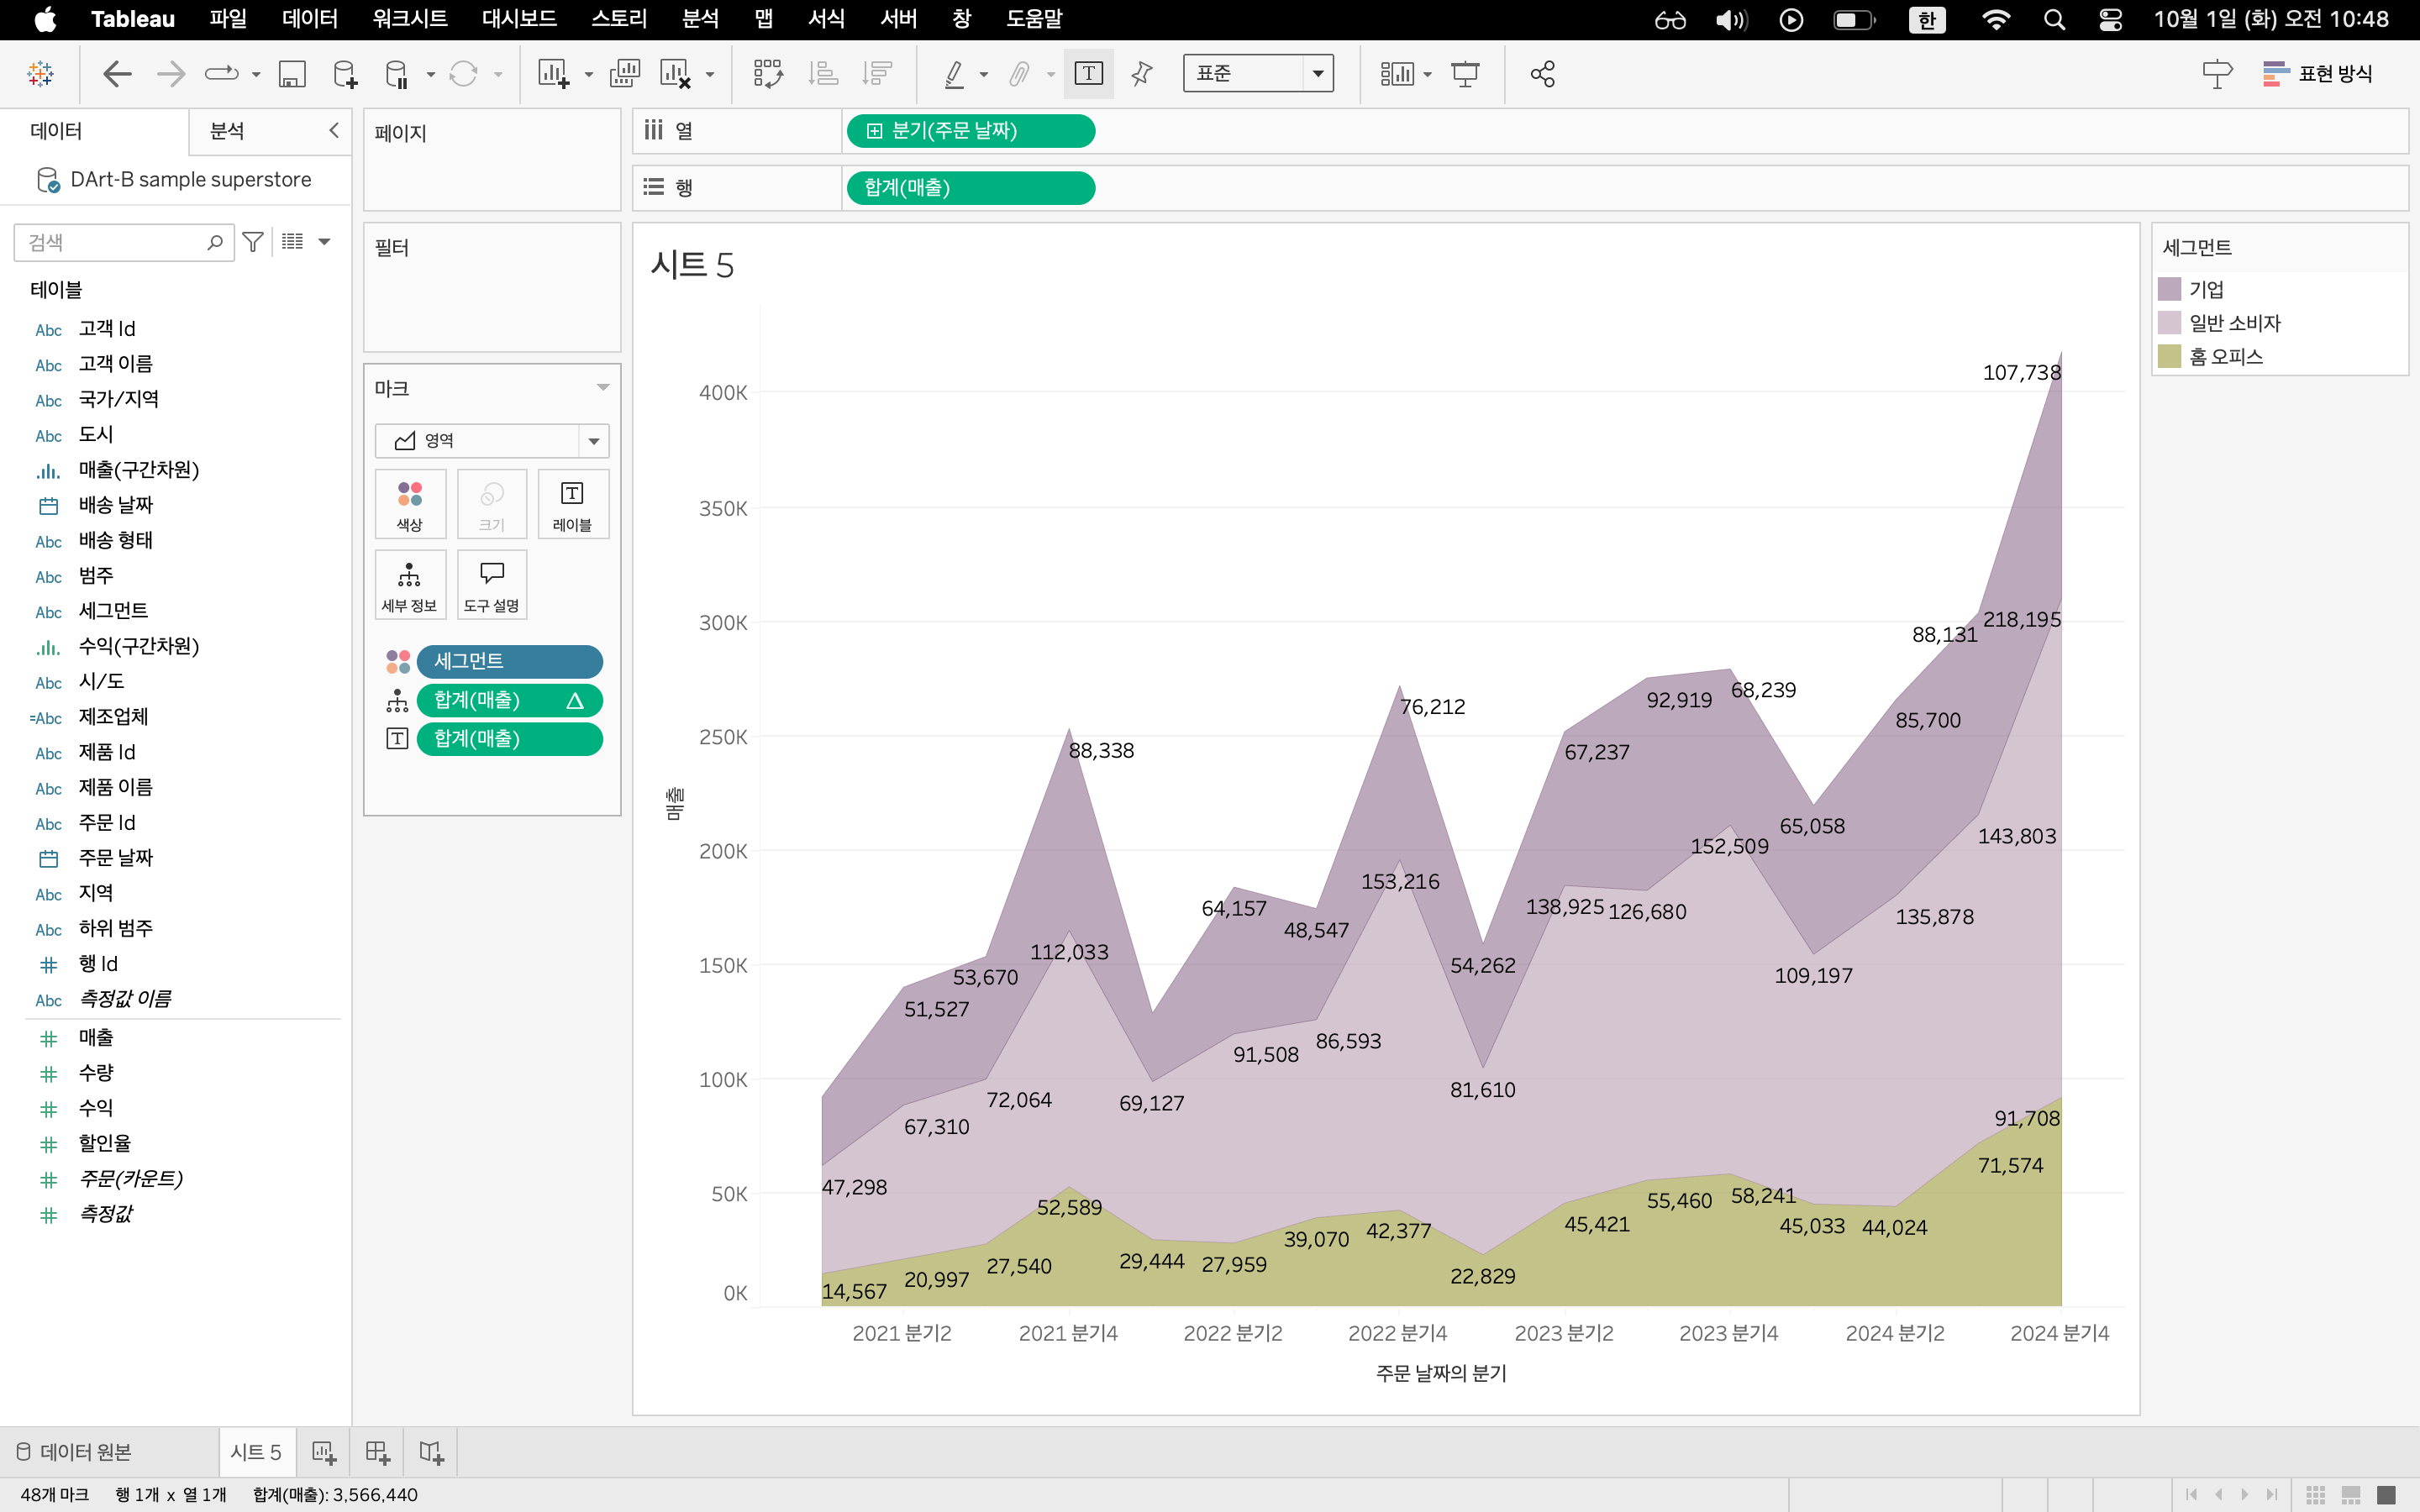 Tableau 파일 데이터 워크시트 대시보드 스토리 분석 맵 서식 서버 창 도움말 한 10월 1일 (화) 오전 10:48
표준 표현 방식
데이터 분석
DArt-B sample superstore
검색
테이블
Abc 고객 Id
Abc 고객 이름
Abc 국가/지역
Abc 도시
매출(구간차원)
배송 날짜
Abc 배송 형태
Abc 범주
Abc 세그먼트
수익(구간차원)
Abc 시/도
=Abc 제조업체
Abc 제품 Id
Abc 제품 이름
Abc 주문 Id
주문 날짜
Abc 지역
Abc 하위 범주
행 Id
Abc 측정값 이름
매출
수량
수익
할인율
주문(카운트)
측정값
페이지
필터
마크
영역
색상 크기 레이블
세부 정보 도구 설명
세그먼트
합계(매출)
합계(매출)
열 분기(주문 날짜)
행 합계(매출)
시트 5
400K
350K
300K
250K
200K
150K
100K
50K
0K
매출
107,738
88,131 218,195
76,212 92,919 68,239
88,338 67,237 85,700
65,058 143,803
152,509
153,216
64,157 48,547 138,925 126,680 135,878
112,033
53,670 54,262 109,197
51,527
91,508 86,593
67,310 72,064 69,127 81,610
91,708
47,298 71,574
52,589 55,460 58,241
39,070 42,377 45,421 45,033 44,024
14,567 20,997 27,540 29,444 27,959 22,829
2021 분기2 2021 분기4 2022 분기2 2022 분기4 2023 분기2 2023 분기4 2024 분기2 2024 분기4
주문 날짜의 분기
세그먼트
기업
일반 소비자
홈 오피스
데이터 원본 시트 5
48개 마크 행 1개 x 열 1개 합계(매출): 3,566,440